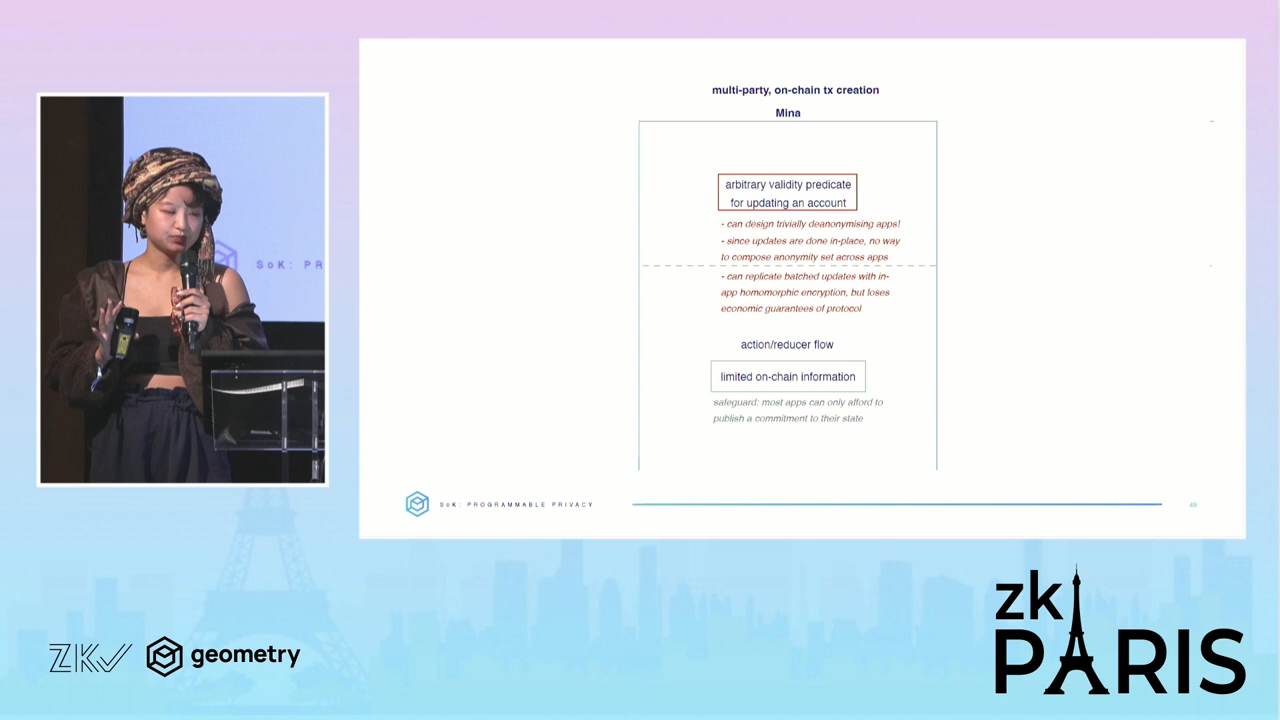 SoK: PR
multi-party, on-chain tx creation
Mina
arbitrary validity predicate
for updating an account
- can design trivially deanonymising apps!
- since updates are done in-place, no way
to compose anonymity set across apps
- can replicate batched updates with in-
app homomorphic encryption, but loses
economic guarantees of protocol
action/reducer flow
limited on-chain information
safeguard: most apps can only afford to
publish a commitment to their state
SoK: PROGRAMMABLE PRIVACY
49
ZKV
geometry
zk
PARIS